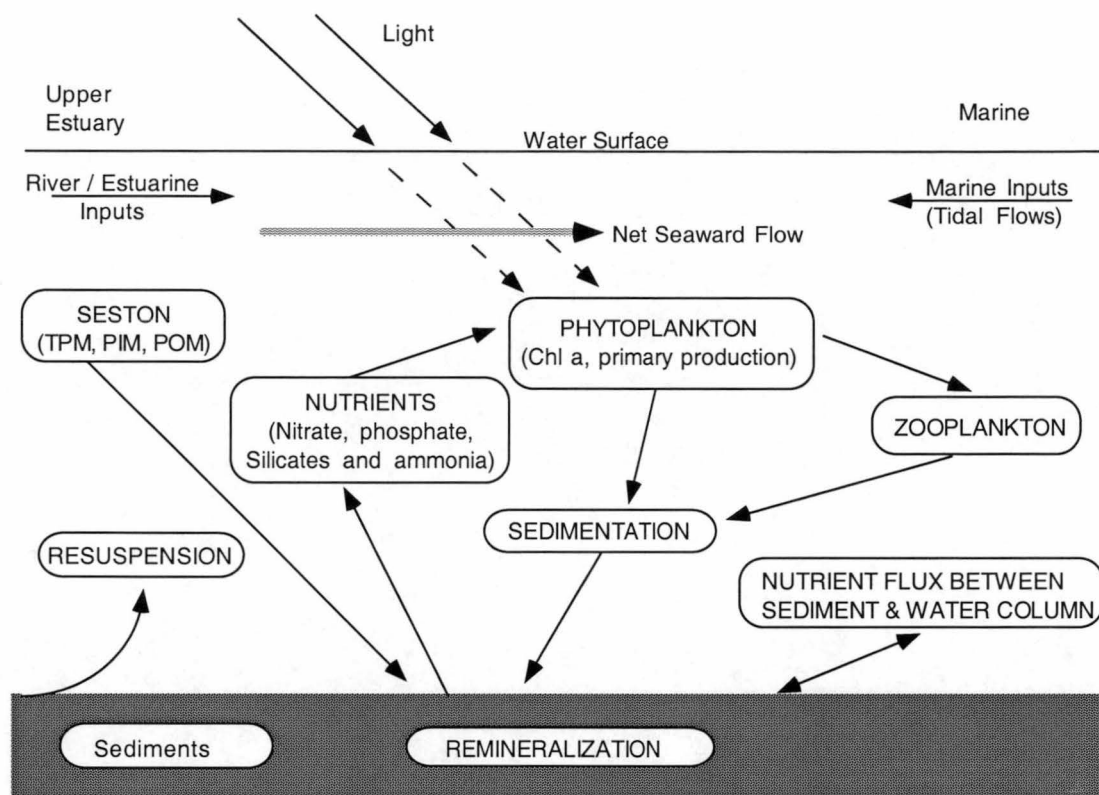 Light
Upper
Estuary
Marine
Water Surface
River / Estuarine
Inputs
Marine Inputs
(Tidal Flows)
Net Seaward Flow
SESTON
(TPM, PIM, POM)
PHYTOPLANKTON
(Chl a, primary production)
NUTRIENTS
(Nitrate, phosphate,
Silicates and ammonia)
ZOOPLANKTON
SEDIMENTATION
RESUSPENSION
NUTRIENT FLUX BETWEEN
SEDIMENT & WATER COLUMN
Sediments
REMINERALIZATION